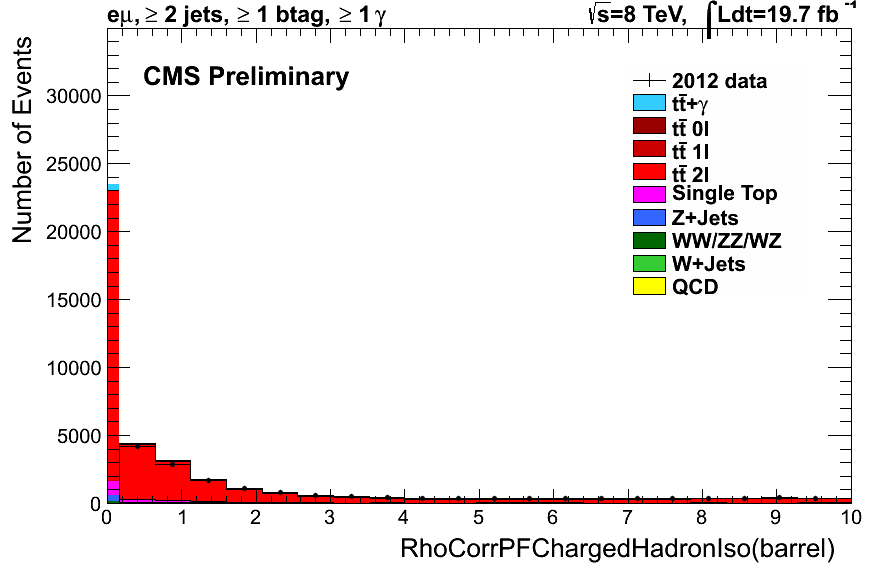 eμ, ≥ 2 jets, ≥ 1 btag, ≥ 1 γ
√s=8 TeV, ∫Ldt=19.7 fb⁻¹
CMS Preliminary
2012 data
tt̄+γ
tt̄ 0l
tt̄ 1l
tt̄ 2l
Single Top
Z+Jets
WW/ZZ/WZ
W+Jets
QCD
Number of Events
30000
25000
20000
15000
10000
5000
0
0 1 2 3 4 5 6 7 8 9 10
RhoCorrPFChargedHadronIso(barrel)